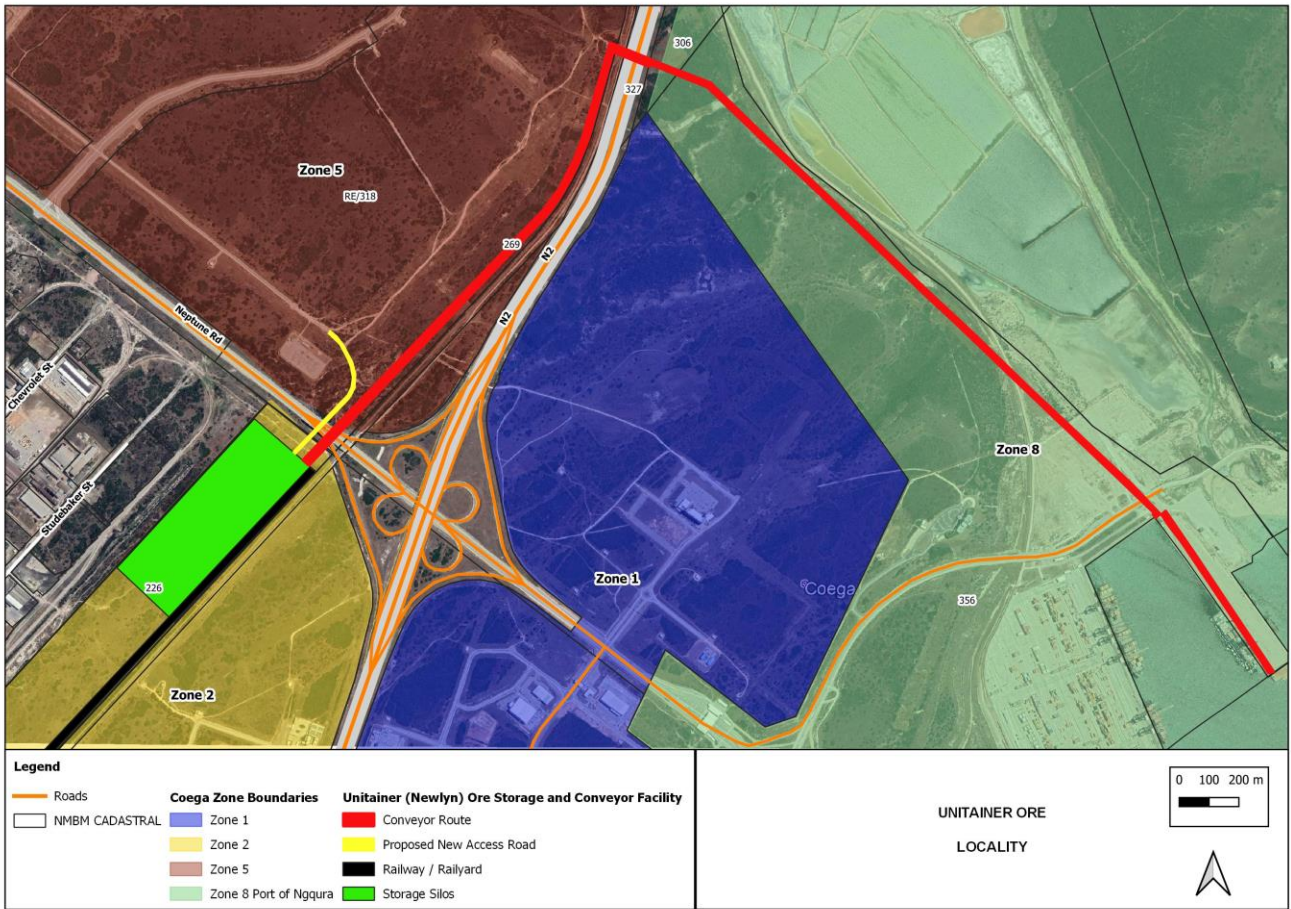 306
327
Zone 5
RE/318
269
N2
N2
Neptune Rd
Chevrolet St
Studebaker St
Zone 8
226
Zone 1
Coega
356
Zone 2
Legend
Roads
NMBM CADASTRAL
Coega Zone Boundaries
Zone 1
Zone 2
Zone 5
Zone 8 Port of Ngqura
Unitainer (Newlyn) Ore Storage and Conveyor Facility
Conveyor Route
Proposed New Access Road
Railway / Railyard
Storage Silos
UNITAINER ORE
LOCALITY
0 100 200 m